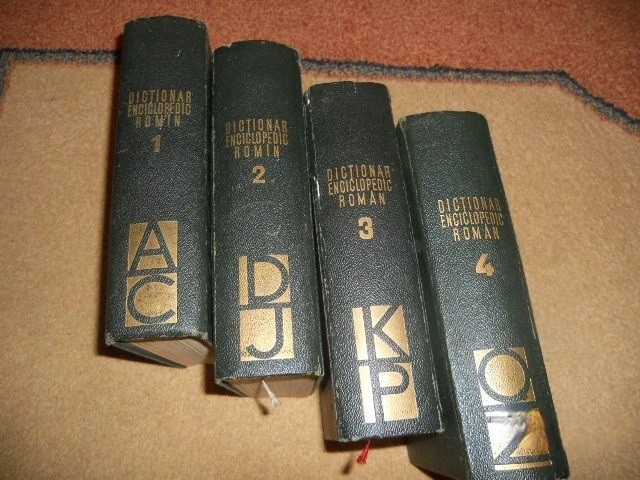 DICTIONAR
ENCICLOPEDIC
ROMÎN
1
A
C
DICTIONAR
ENCICLOPEDIC
ROMÎN
2
D
J
DICTIONAR
ENCICLOPEDIC
ROMÂN
3
K
P
DICTIONAR
ENCICLOPEDIC
ROMÂN
4
Q
Z